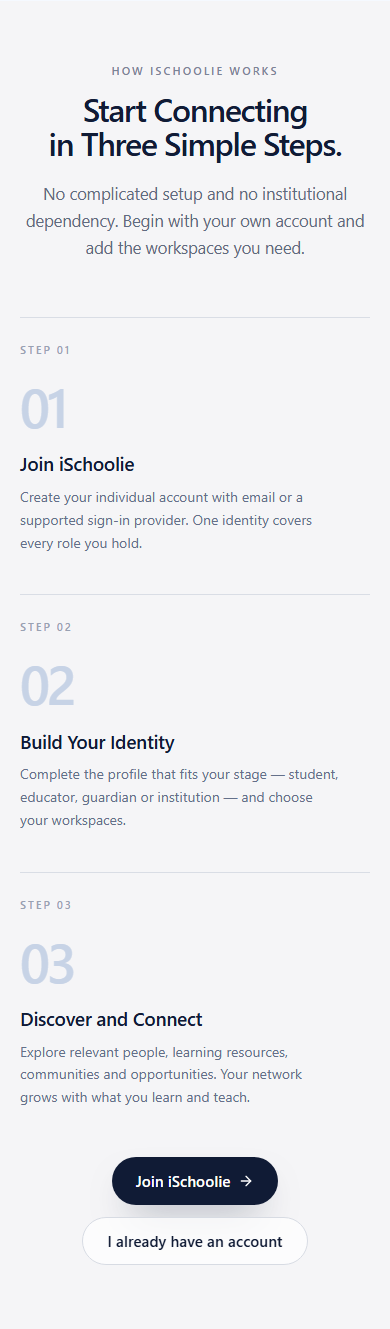 HOW ISCHOOLIE WORKS
Start Connecting
in Three Simple Steps.
No complicated setup and no institutional
dependency. Begin with your own account and
add the workspaces you need.
STEP 01
01
Join iSchoolie
Create your individual account with email or a
supported sign-in provider. One identity covers
every role you hold.
STEP 02
02
Build Your Identity
Complete the profile that fits your stage — student,
educator, guardian or institution — and choose
your workspaces.
STEP 03
03
Discover and Connect
Explore relevant people, learning resources,
communities and opportunities. Your network
grows with what you learn and teach.
Join iSchoolie →
I already have an account